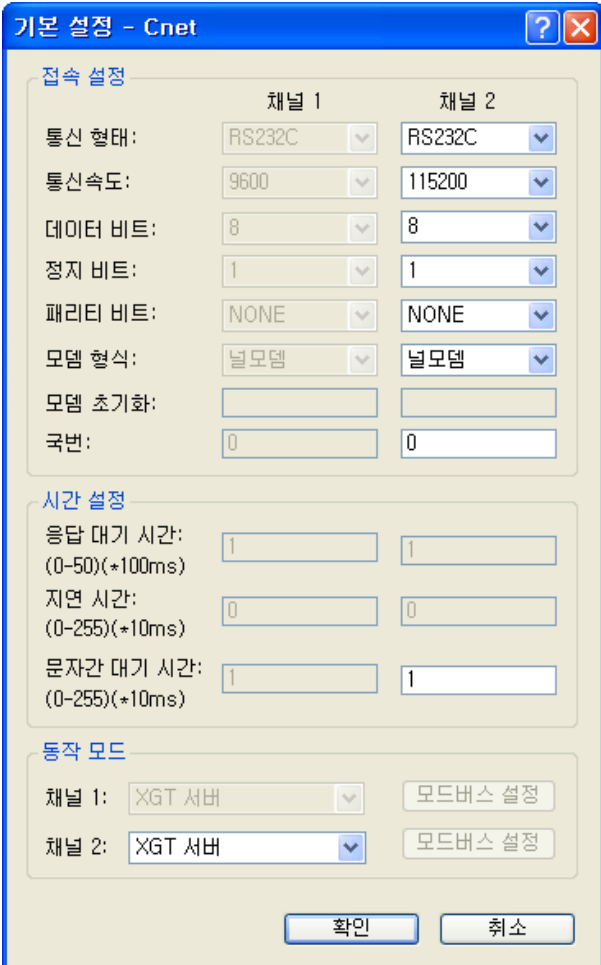 기본 설정 - Cnet
접속 설정
채널 1 채널 2
통신 형태: RS232C RS232C
통신속도: 9600 115200
데이터 비트: 8 8
정지 비트: 1 1
패리티 비트: NONE NONE
모뎀 형식: 널모뎀 널모뎀
모뎀 초기화:
국번: 0 0
시간 설정
응답 대기 시간: 1 1
(0-50)(*100ms)
지연 시간: 0 0
(0-255)(*10ms)
문자간 대기 시간: 1 1
(0-255)(*10ms)
동작 모드
채널 1: XGT 서버 모드버스 설정
채널 2: XGT 서버 모드버스 설정
확인 취소